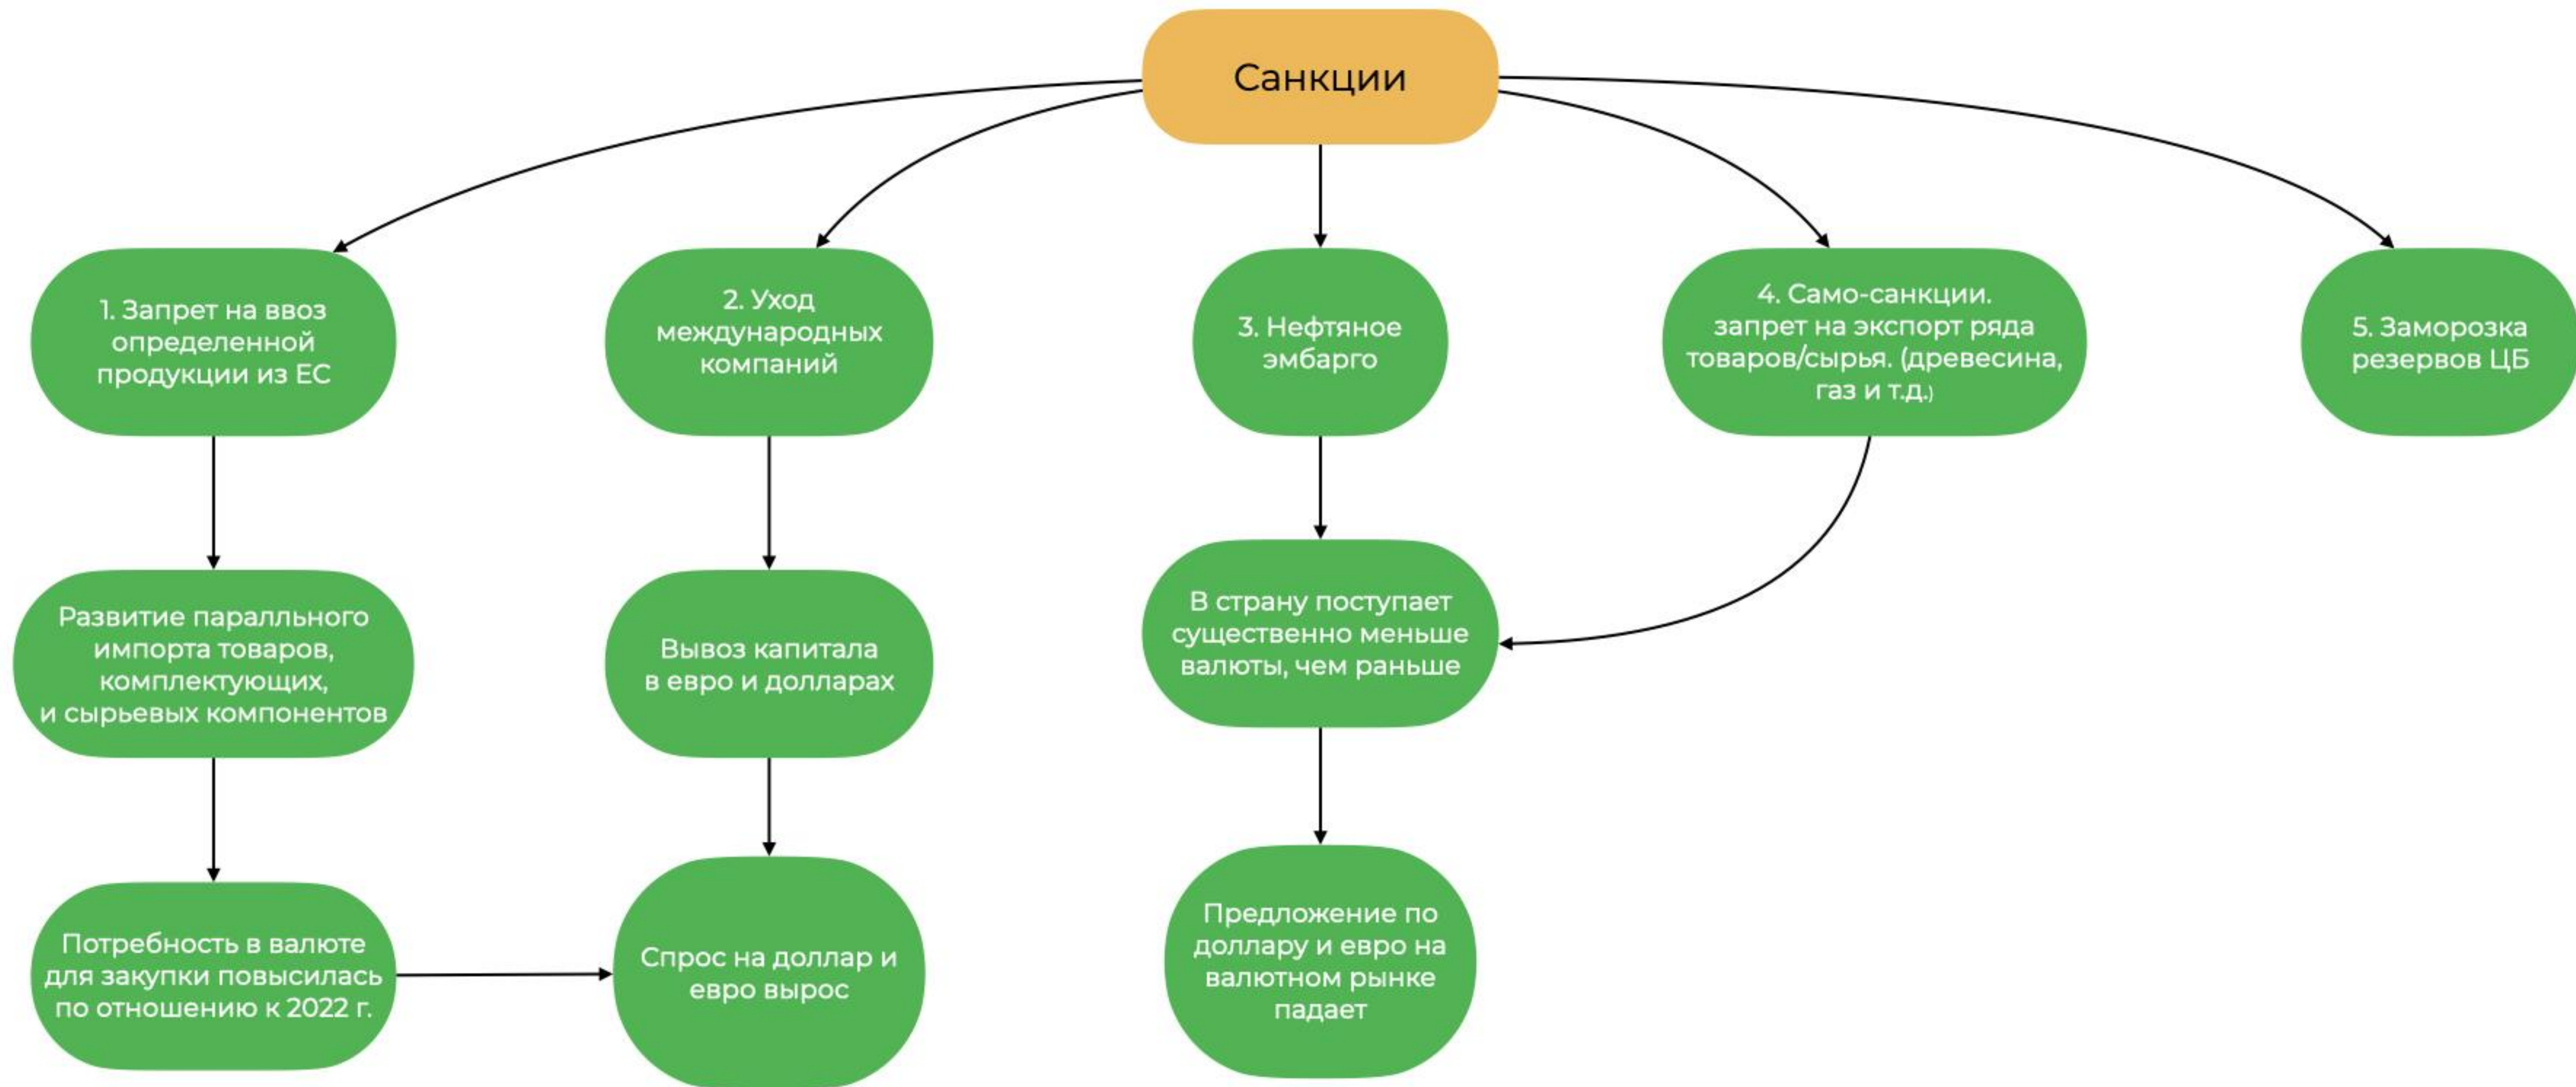 Санкции
1. Запрет на ввоз
определенной
продукции из ЕС
2. Уход
международных
компаний
3. Нефтяное
эмбарго
4. Само-санкции.
запрет на экспорт ряда
товаров/сырья. (древесина,
газ и т.д.)
5. Заморозка
резервов ЦБ
Развитие паралльного
импорта товаров,
комплектующих,
и сырьевых компонентов
Вывоз капитала
в евро и долларах
В страну поступает
существенно меньше
валюты, чем раньше
Потребность в валюте
для закупки повысилась
по отношению к 2022 г.
Спрос на доллар и
евро вырос
Предложение по
доллару и евро на
валютном рынке
падает